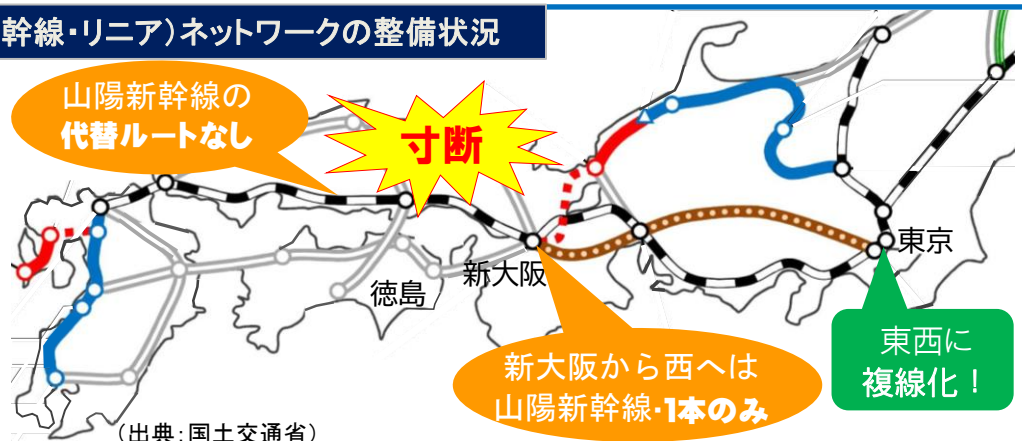 幹線・リニア)ネットワークの整備状況
山陽新幹線の
代替ルートなし
寸断
東京
新大阪
徳島
新大阪から西へは
山陽新幹線・1本のみ
東西に
複線化！
(出典：国土交通省)